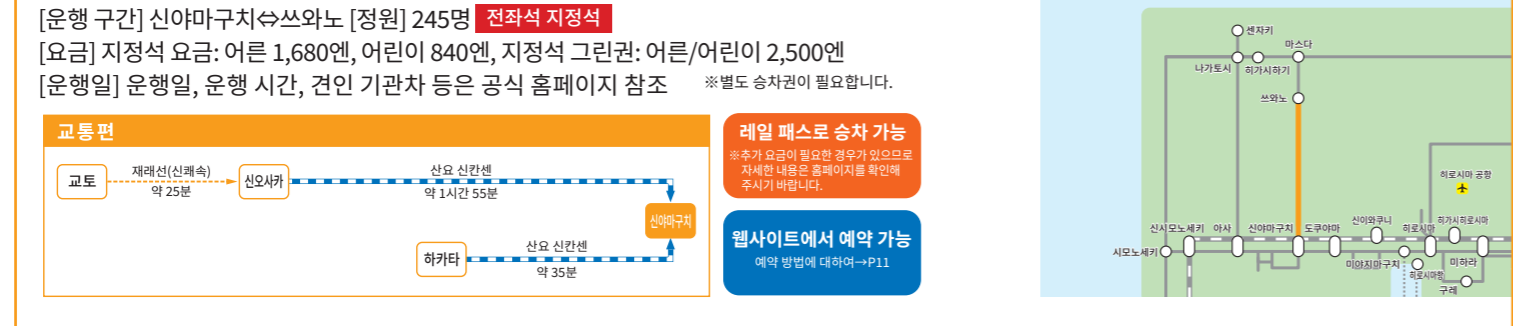 [운행 구간] 신야마구치⇔쓰와노 [정원] 245명 전좌석 지정석
[요금] 지정석 요금: 어른 1,680엔, 어린이 840엔, 지정석 그린권: 어른/어린이 2,500엔
[운행일] 운행일, 운행 시간, 견인 기관차 등은 공식 홈페이지 참조 ※별도 승차권이 필요합니다.
교통편
교토
재래선(신쾌속)
약 25분
신오사카
산요 신칸센
약 1시간 55분
신야마구치
하카타
산요 신칸센
약 35분
레일 패스로 승차 가능
※추가 요금이 필요한 경우가 있으므로
자세한 내용은 홈페이지를 확인해
주시기 바랍니다.
웹사이트에서 예약 가능
예약 방법에 대하여→P11
센자키
마스다
나가토시
히가시하기
쓰와노
히로시마 공항
신시모노세키
아사
신야마구치
도쿠야마
신이와쿠니
히로시마
히가시히로시마
시모노세키
미야지마구치
히로시마항
미하라
구레